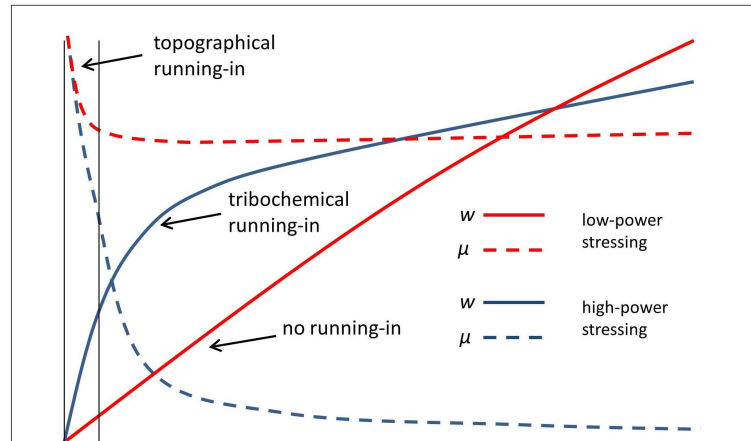 topographical
running-in
tribochemical
running-in
no running-in
w
low-power
μ
stressing
w
high-power
μ
stressing